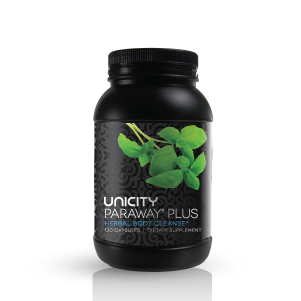 UNICITY
PARAWAY® PLUS
HERBAL BODY CLEANSE*
120 CAPSULES | DIETARY SUPPLEMENT